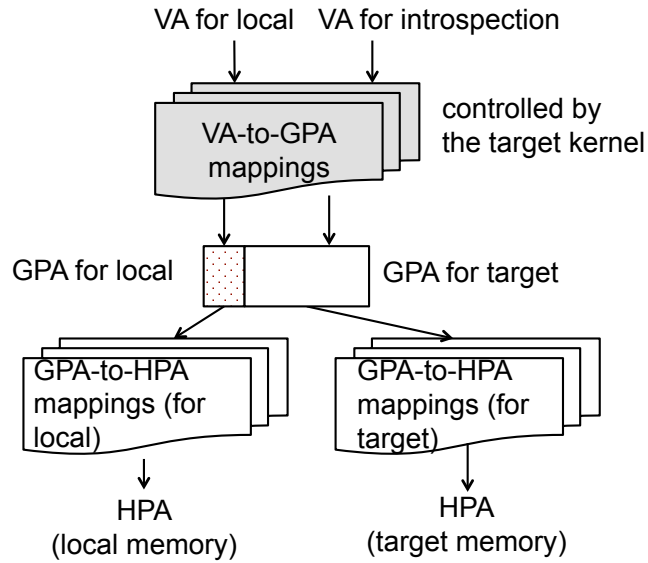 VA for local
VA for introspection
VA-to-GPA
mappings
controlled by
the target kernel
GPA for local
GPA for target
GPA-to-HPA
mappings (for
local)
GPA-to-HPA
mappings (for
target)
HPA
(local memory)
HPA
(target memory)